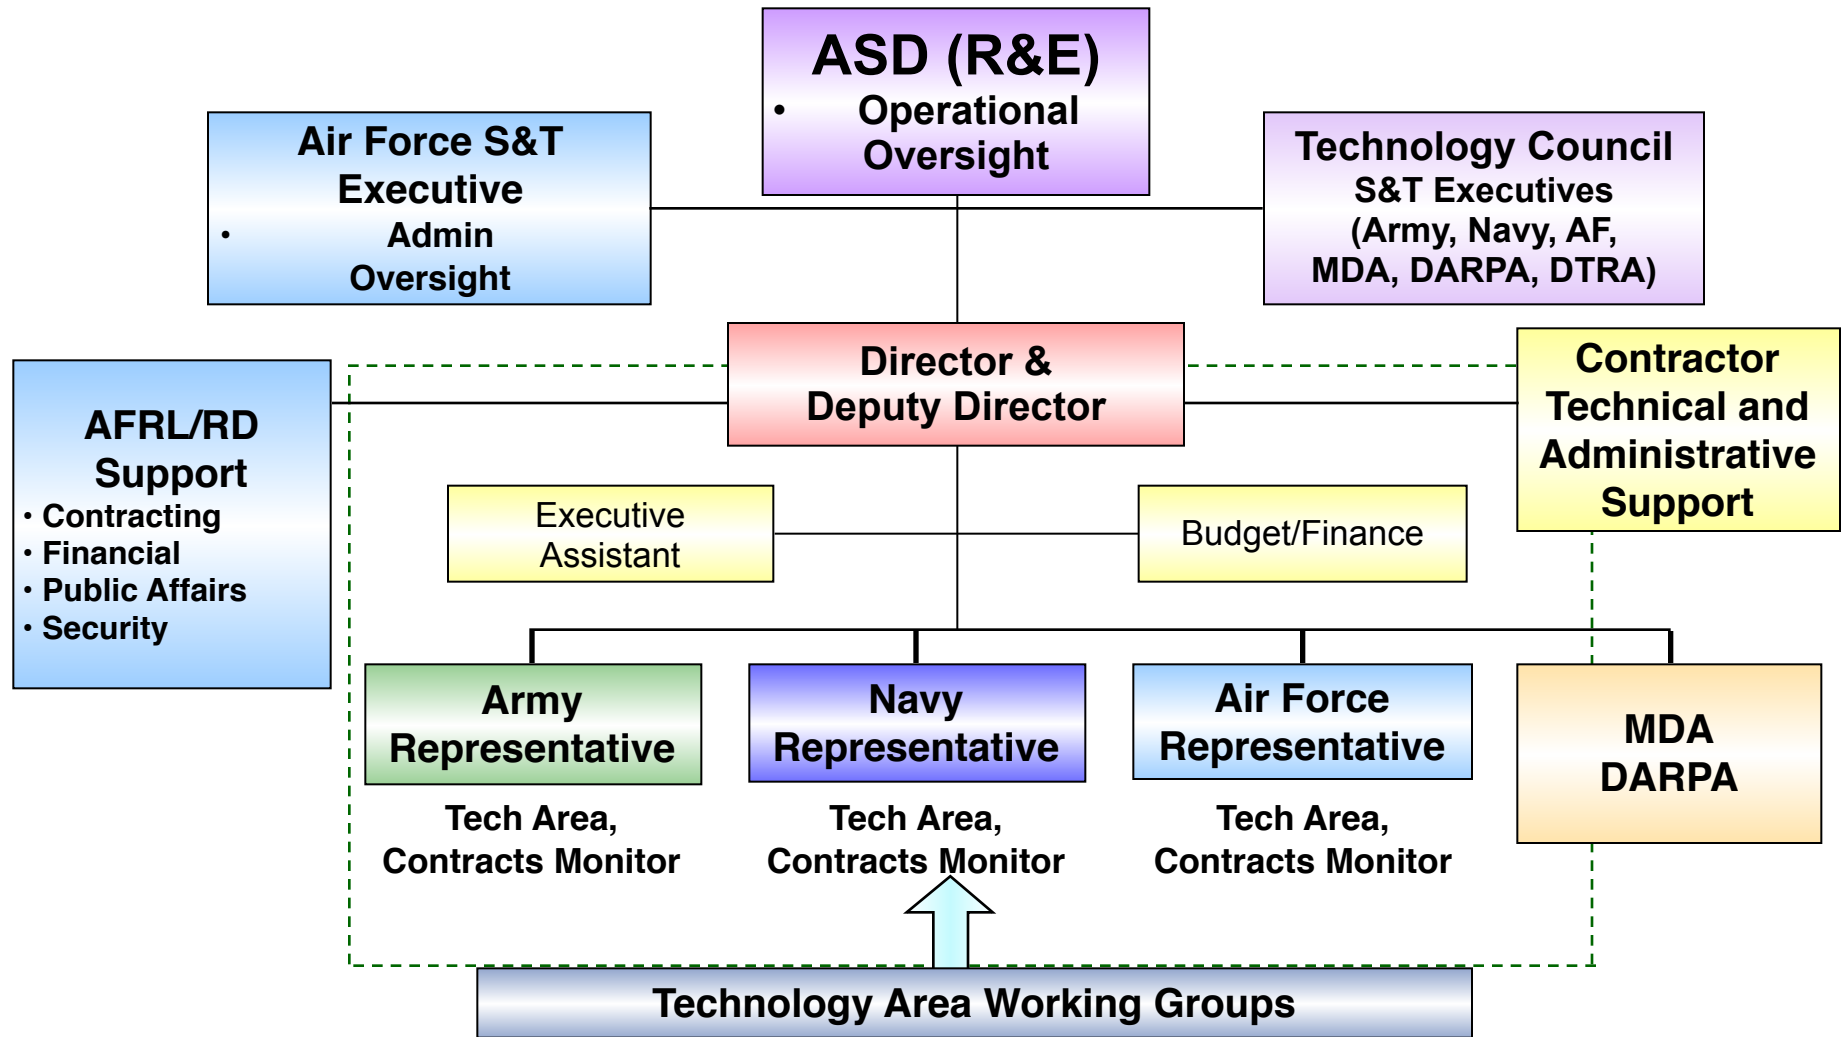 ASD (R&E)
• Operational
Oversight
Air Force S&T
Executive
• Admin
Oversight
Technology Council
S&T Executives
(Army, Navy, AF,
MDA, DARPA, DTRA)
Director &
Deputy Director
AFRL/RD
Support
• Contracting
• Financial
• Public Affairs
• Security
Contractor
Technical and
Administrative
Support
Executive
Assistant
Budget/Finance
Army
Representative
Tech Area,
Contracts Monitor
Navy
Representative
Tech Area,
Contracts Monitor
Air Force
Representative
Tech Area,
Contracts Monitor
MDA
DARPA
Technology Area Working Groups